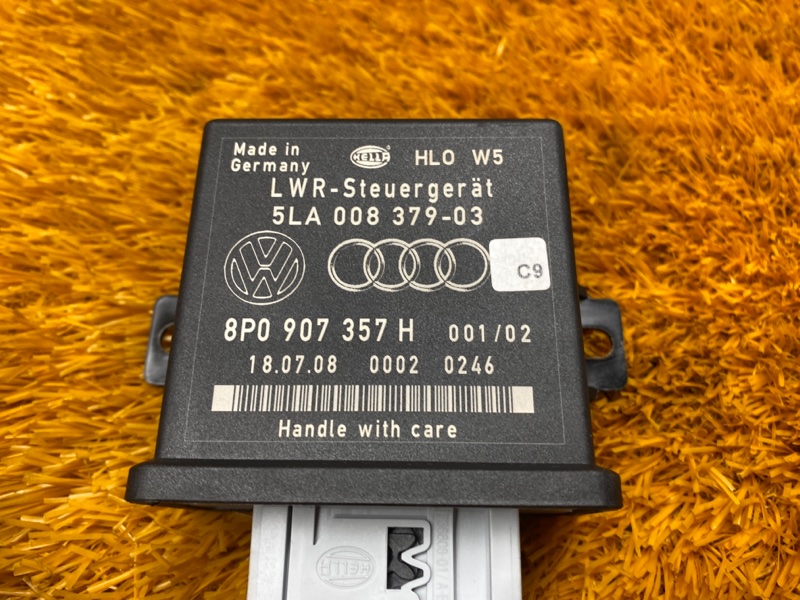 Made in
Germany
HELLA HLO W5
LWR-Steuergerät
5LA 008 379-03
C9
8P0 907 357 H 001/02
18.07.08 0002 0246
Handle with care
HELLA